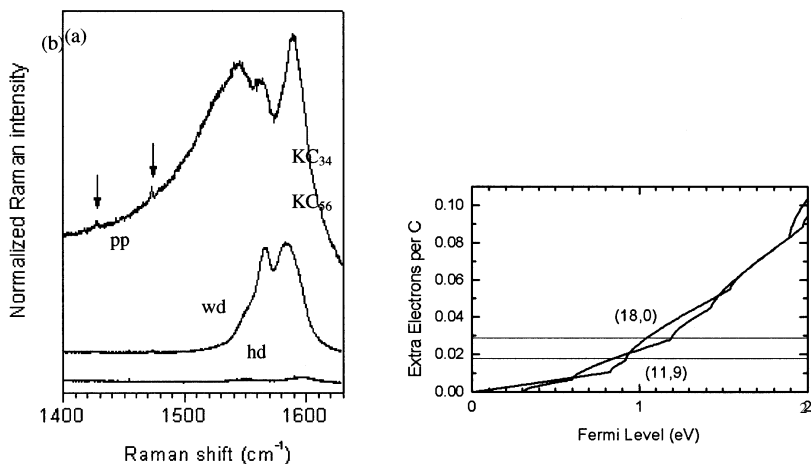 (b) (a)
Normalized Raman intensity
KC34
KC56
pp
wd
hd
1400 1500 1600
Raman shift (cm-1)
Extra Electrons per C
0.10
0.08
0.06
0.04
0.02
0.00
(18,0)
(11,9)
0 1 2
Fermi Level (eV)